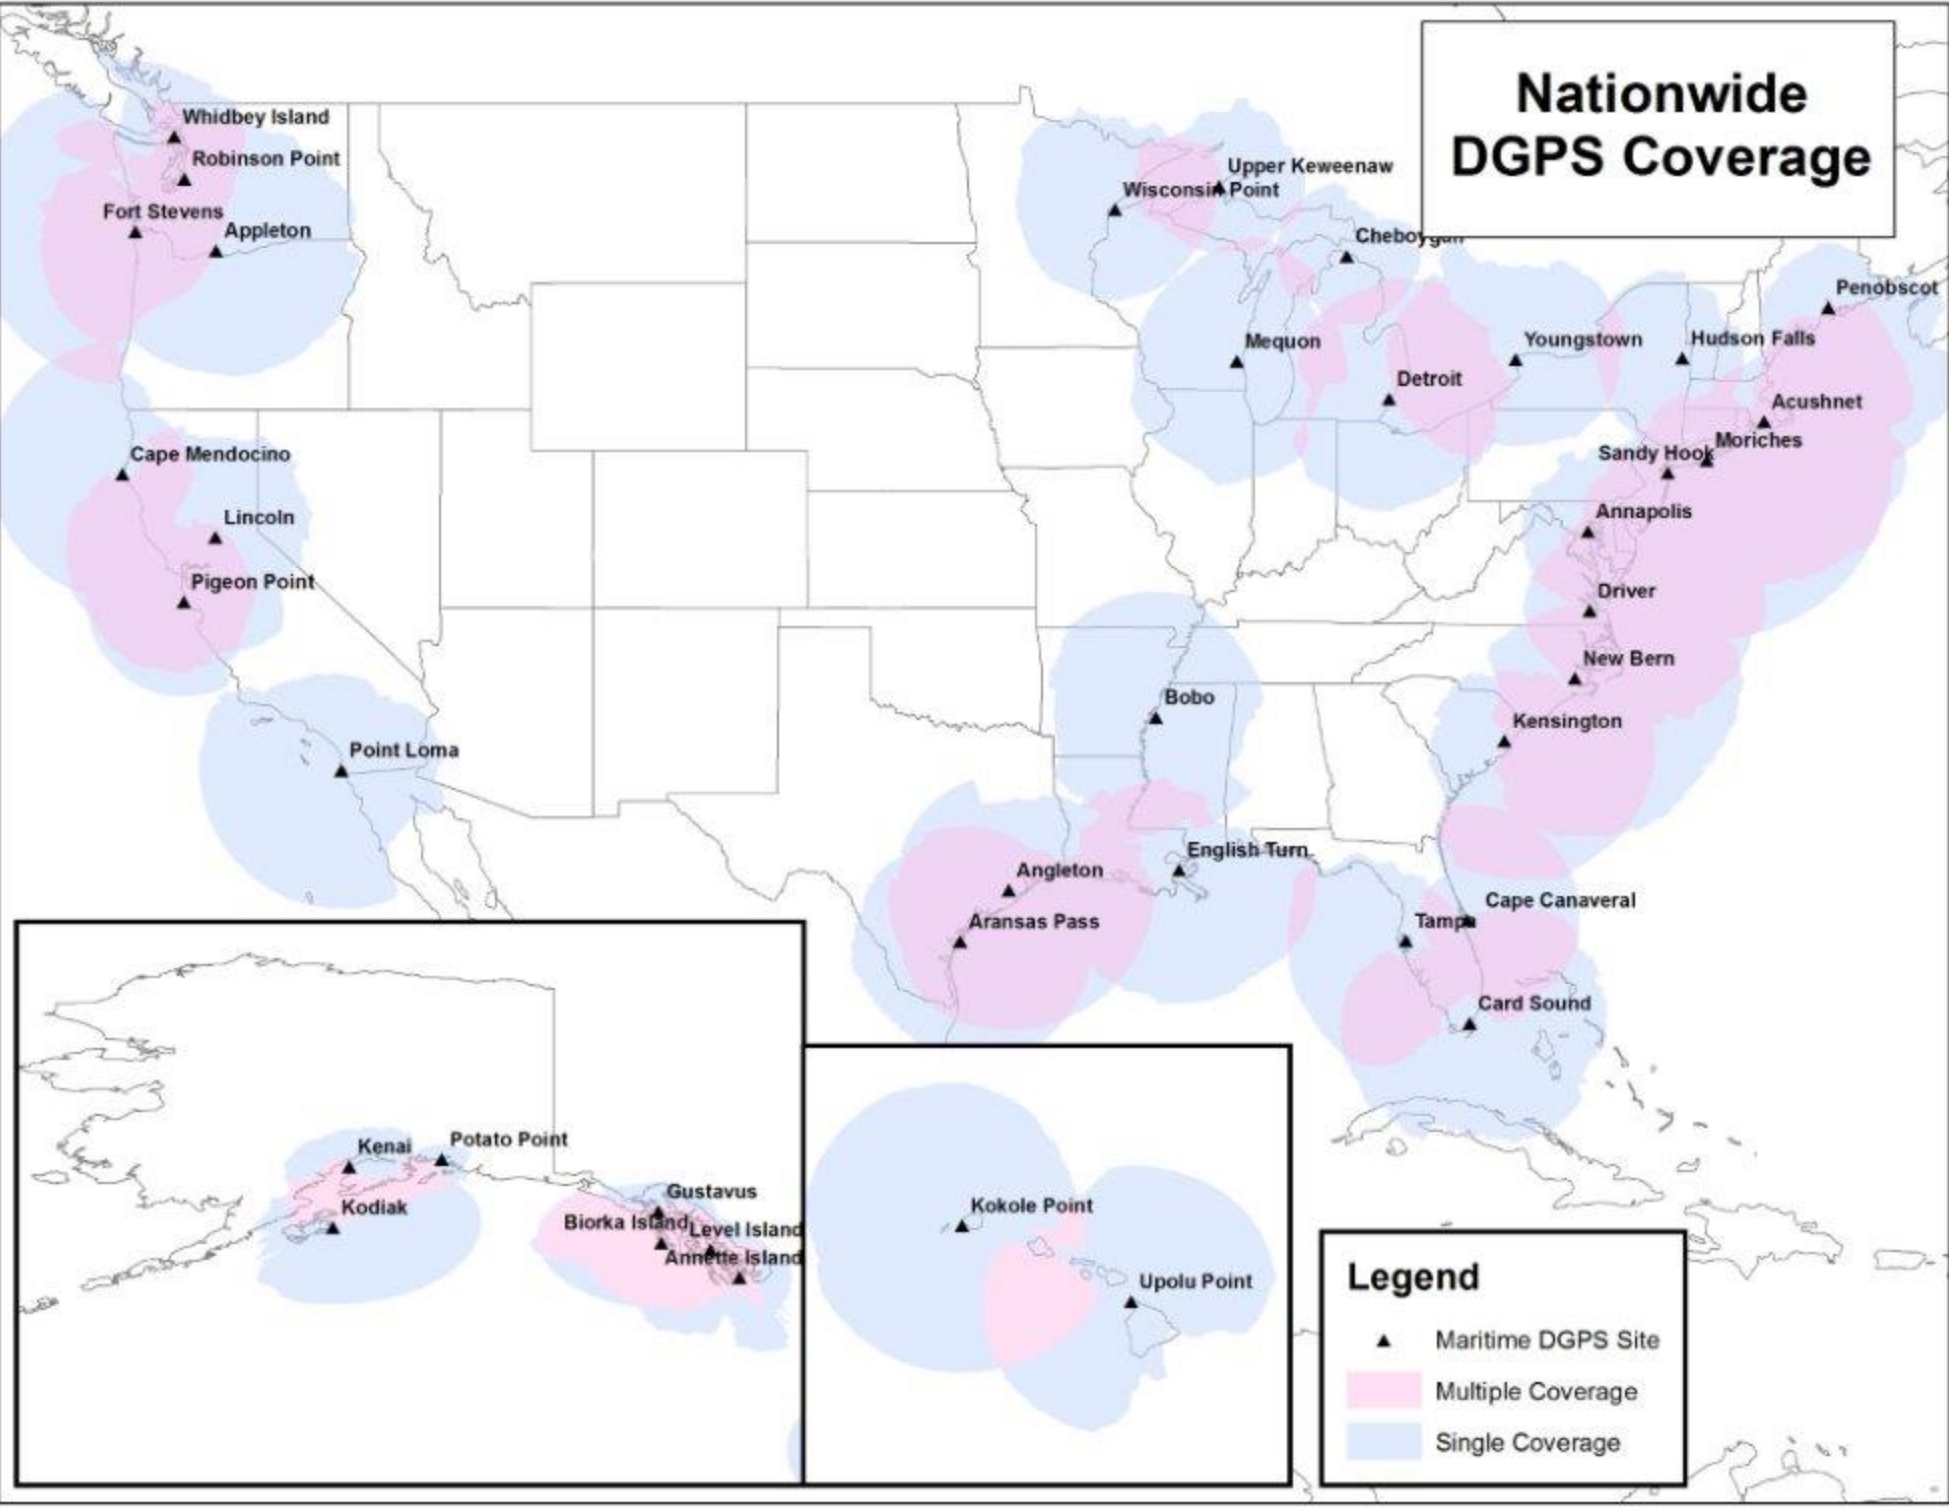 Nationwide
DGPS Coverage
Whidbey Island
Robinson Point
Fort Stevens
Appleton
Cape Mendocino
Lincoln
Pigeon Point
Point Loma
Upper Keweenaw
Wisconsin Point
Cheboygan
Mequon
Detroit
Youngstown
Hudson Falls
Penobscot
Acushnet
Moriches
Sandy Hook
Annapolis
Driver
New Bern
Kensington
Bobo
English Turn
Angleton
Aransas Pass
Cape Canaveral
Tampa
Card Sound
Kenai
Potato Point
Kodiak
Gustavus
Biorka Island
Level Island
Annette Island
Kokole Point
Upolu Point
Legend
Maritime DGPS Site
Multiple Coverage
Single Coverage